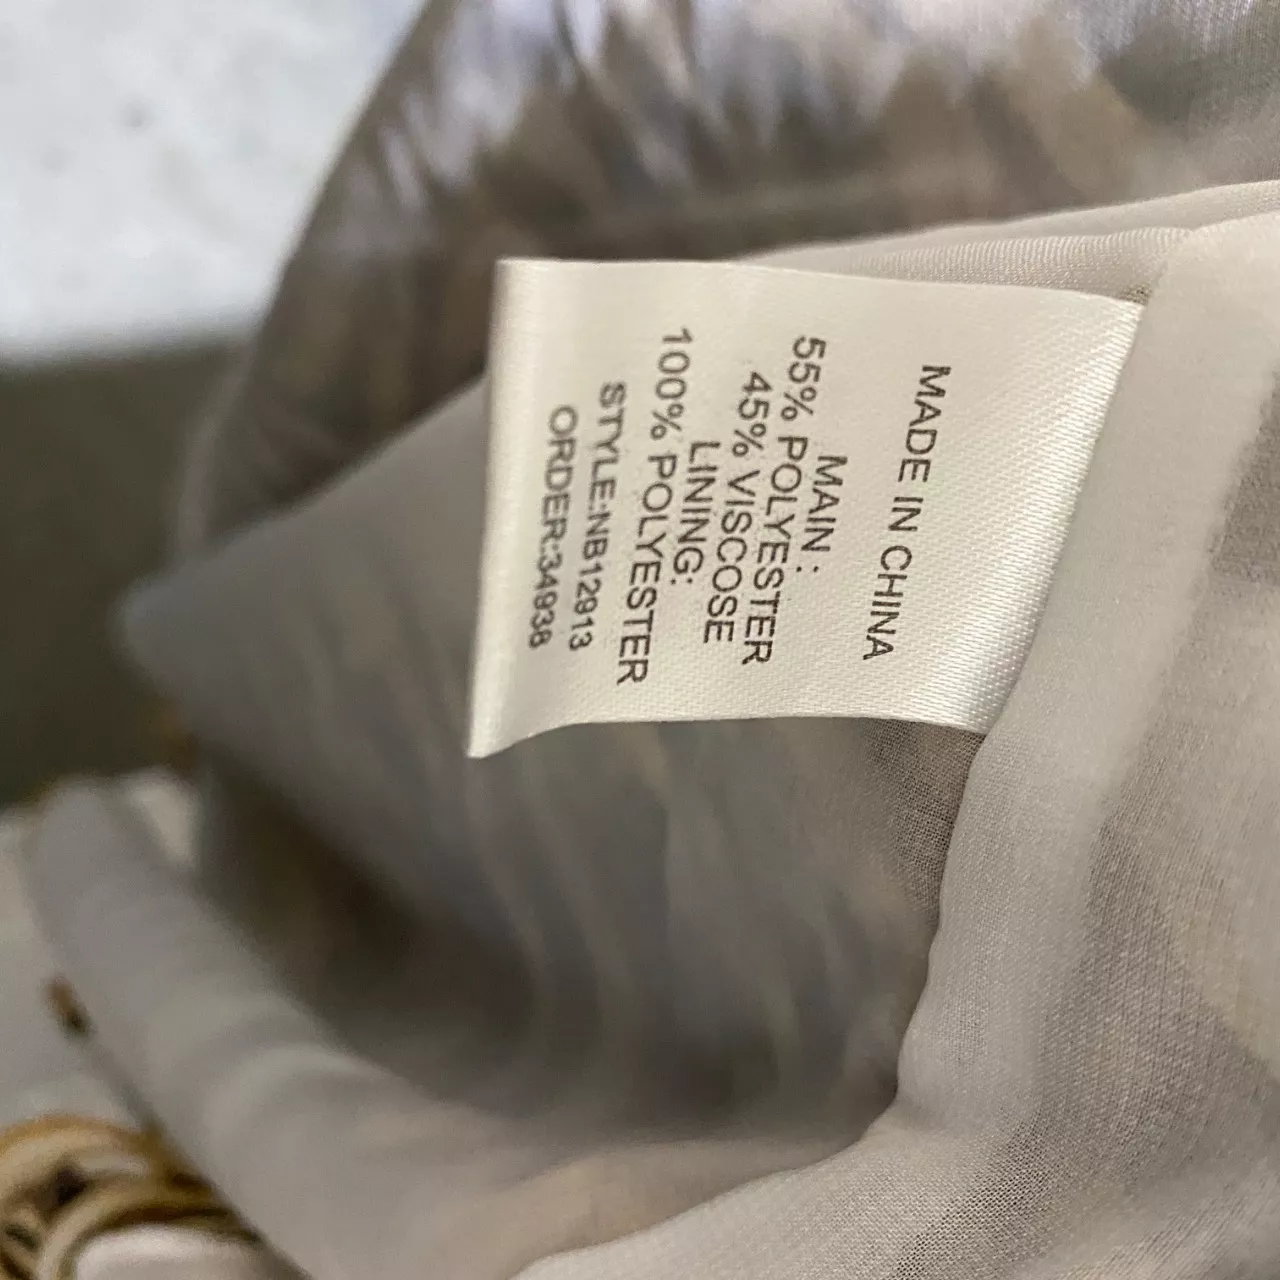 MADE IN CHINA
MAIN :
55% POLYESTER
45% VISCOSE
LINING:
100% POLYESTER
STYLE:NB12913
ORDER:34938